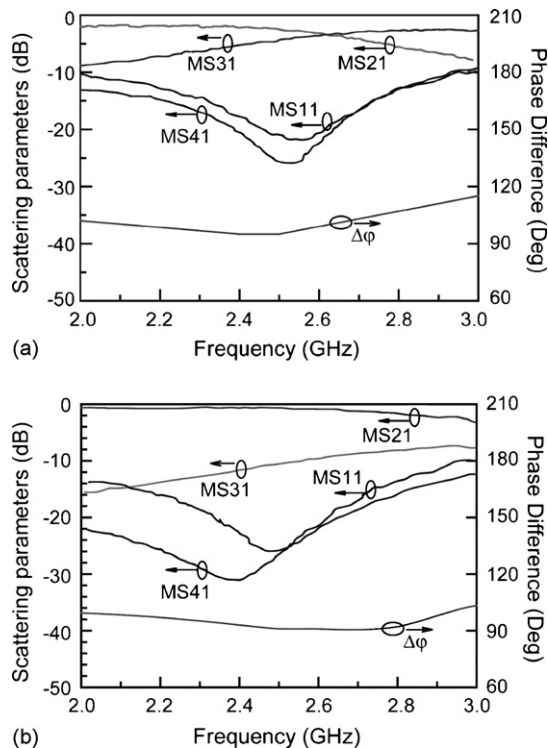 0
-10
-20
-30
-40
-50
Scattering parameters (dB)
210
180
150
120
90
60
Phase Difference (Deg)
MS31
MS21
MS11
MS41
Δφ
2.0
2.2
2.4
2.6
2.8
3.0
(a)
Frequency (GHz)
0
-10
-20
-30
-40
-50
Scattering parameters (dB)
210
180
150
120
90
60
Phase Difference (Deg)
MS21
MS31
MS11
MS41
Δφ
2.0
2.2
2.4
2.6
2.8
3.0
(b)
Frequency (GHz)